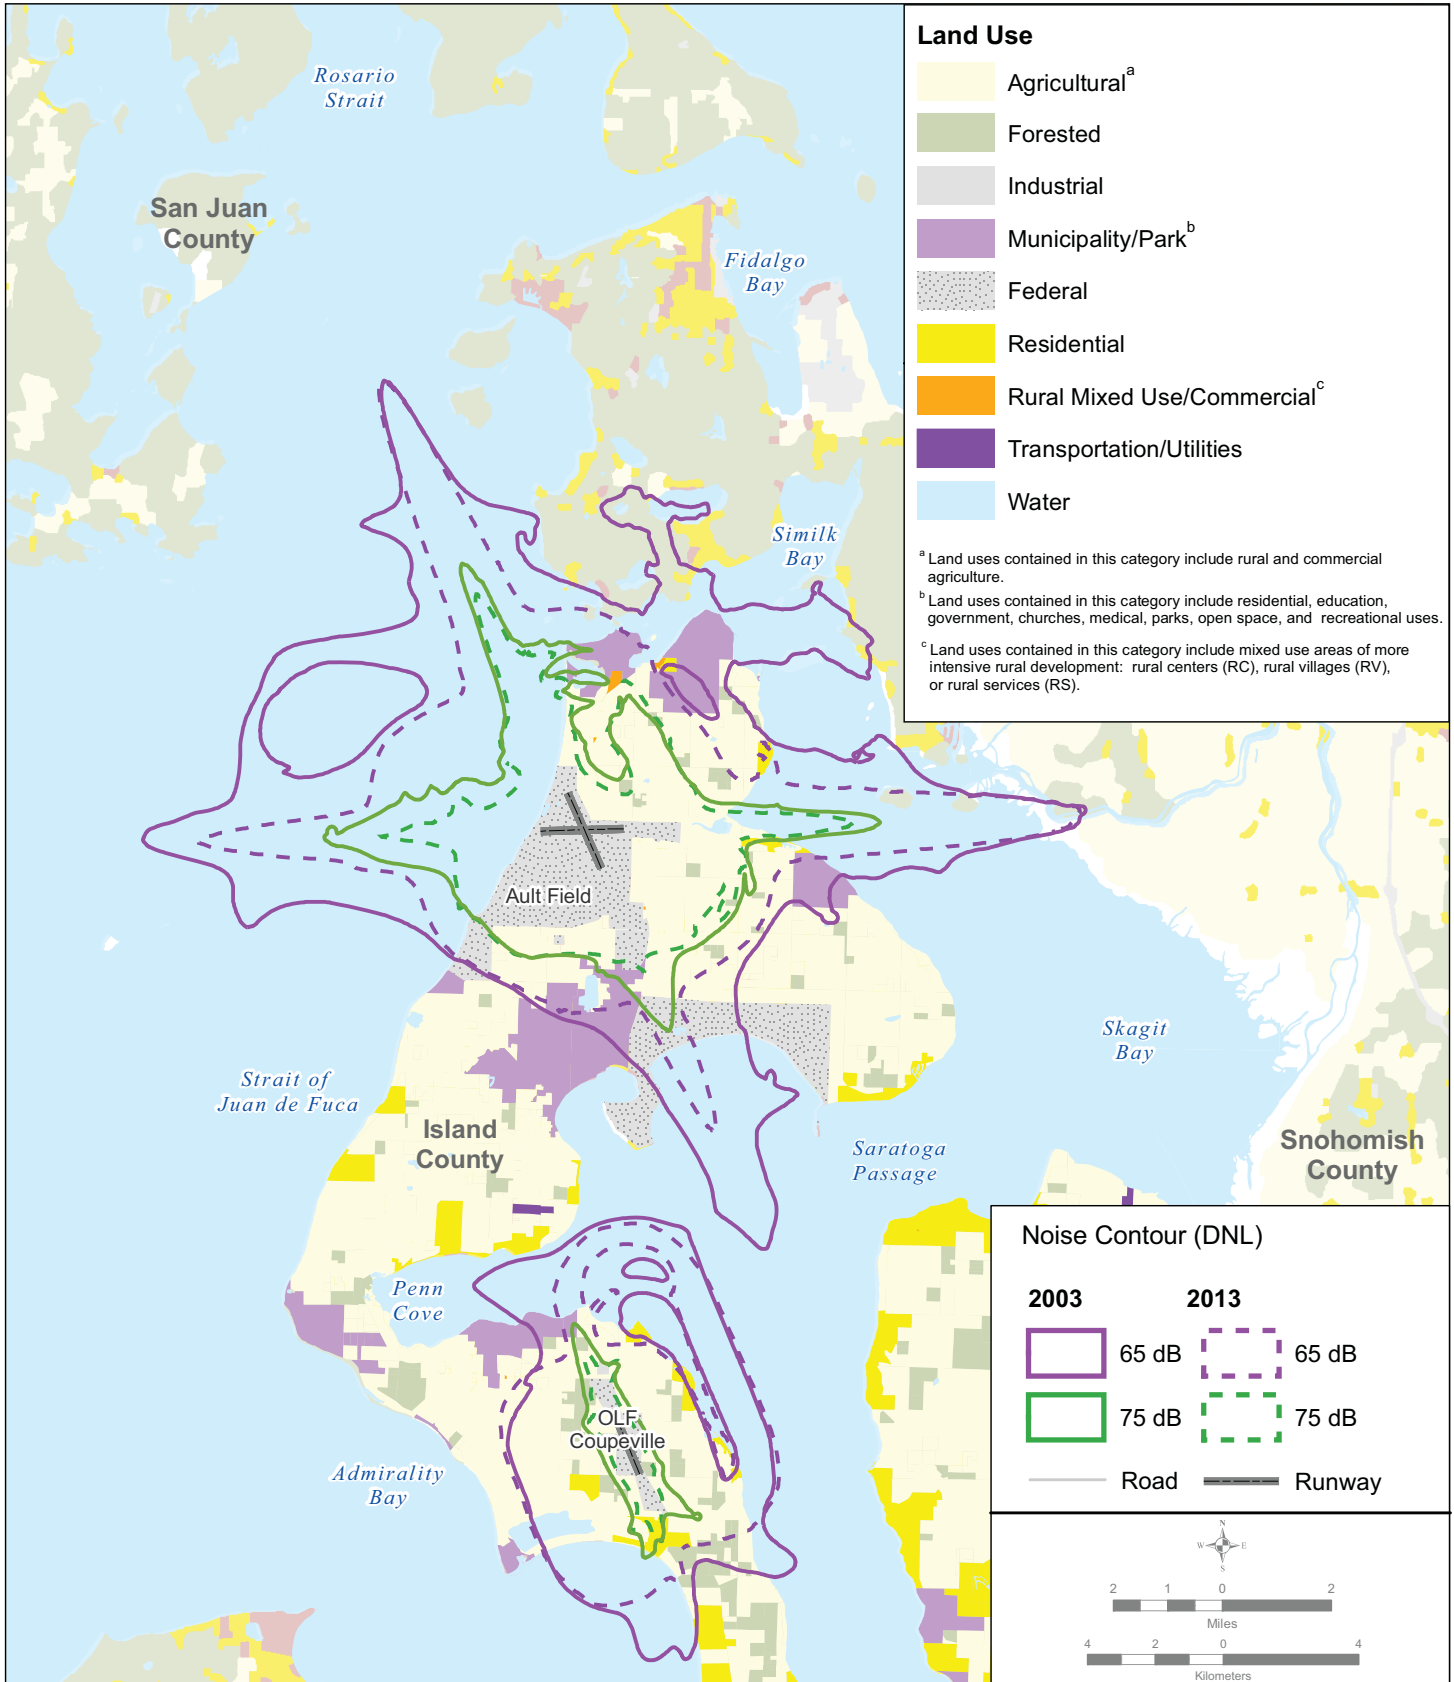 Rosario
Strait
San Juan
County
Fidalgo
Bay
Similk
Bay
Ault Field
Strait of
Juan de Fuca
Island
County
Skagit
Bay
Saratoga
Passage
Snohomish
County
Penn
Cove
OLF
Coupeville
Admirality
Bay
Land Use
Agricultural a
Forested
Industrial
Municipality/Park b
Federal
Residential
Rural Mixed Use/Commercial c
Transportation/Utilities
Water
a Land uses contained in this category include rural and commercial
agriculture.
b Land uses contained in this category include residential, education,
government, churches, medical, parks, open space, and recreational uses.
c Land uses contained in this category include mixed use areas of more
intensive rural development: rural centers (RC), rural villages (RV),
or rural services (RS).
Noise Contour (DNL)
2003 2013
65 dB 65 dB
75 dB 75 dB
Road Runway
N
W E
S
2 1 0 2
Miles
4 2 0 4
Kilometers